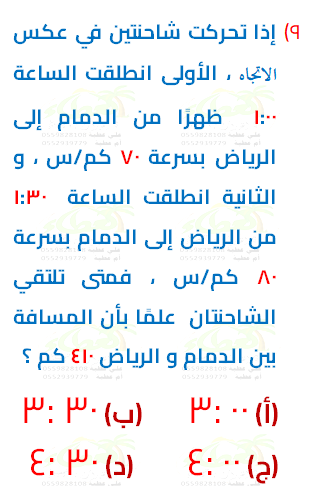 ٩) إذا تحركت شاحنتين في عكس
الاتجاه ، الأولى انطلقت الساعة
١:٠٠ ظهرًا من الدمام إلى
الرياض بسرعة ٧٠ كم/س ، و
الثانية انطلقت الساعة ١:٣٠
من الرياض إلى الدمام بسرعة
٨٠ كم/س ، فمتى تلتقي
الشاحنتان علمًا بأن المسافة
بين الدمام و الرياض ٤١٠ كم ؟
(أ) ٣:٠٠ (ب) ٣:٣٠
(ج) ٤:٠٠ (د) ٤:٣٠